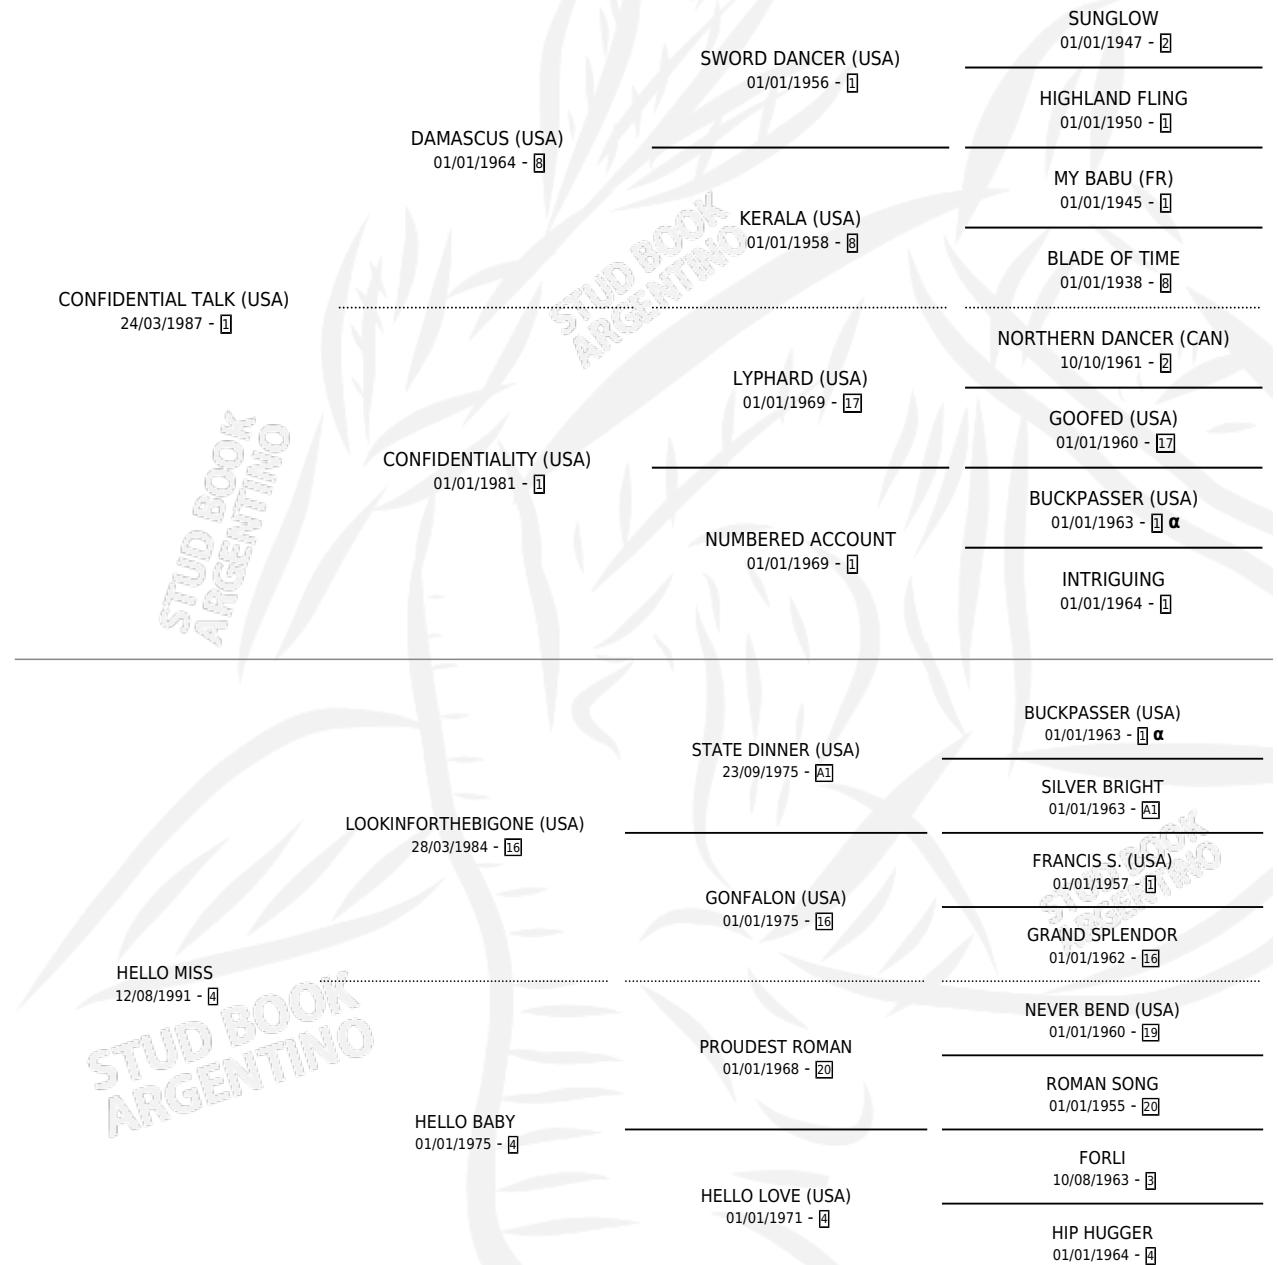 SUNGLOW
01/01/1947 - 2
SWORD DANCER (USA)
01/01/1956 - 1
HIGHLAND FLING
01/01/1950 - 1
DAMASCUS (USA)
01/01/1964 - 8
MY BABU (FR)
01/01/1945 - 1
KERALA (USA)
01/01/1958 - 8
BLADE OF TIME
01/01/1938 - 8
CONFIDENTIAL TALK (USA)
24/03/1987 - 1
NORTHERN DANCER (CAN)
10/10/1961 - 2
LYPHARD (USA)
01/01/1969 - 17
GOOFED (USA)
01/01/1960 - 17
CONFIDENTIALITY (USA)
01/01/1981 - 1
BUCKPASSER (USA)
01/01/1963 - 1 α
NUMBERED ACCOUNT
01/01/1969 - 1
INTRIGUING
01/01/1964 - 1
BUCKPASSER (USA)
01/01/1963 - 1 α
STATE DINNER (USA)
23/09/1975 - A1
SILVER BRIGHT
01/01/1963 - A1
LOOKINFORTHEBIGONE (USA)
28/03/1984 - 16
FRANCIS S. (USA)
01/01/1957 - 1
GONFALON (USA)
01/01/1975 - 16
GRAND SPLENDOR
01/01/1962 - 16
HELLO MISS
12/08/1991 - 4
NEVER BEND (USA)
01/01/1960 - 19
PROUDEST ROMAN
01/01/1968 - 20
ROMAN SONG
01/01/1955 - 20
HELLO BABY
01/01/1975 - 4
FORLI
10/08/1963 - 3
HELLO LOVE (USA)
01/01/1971 - 4
HIP HUGGER
01/01/1964 - 4
STUD BOOK
ARGENTINO
STUD BOOK
ARGENTINO
STUD BOOK
ARGENTINO
STUD BOOK
ARGENTINO